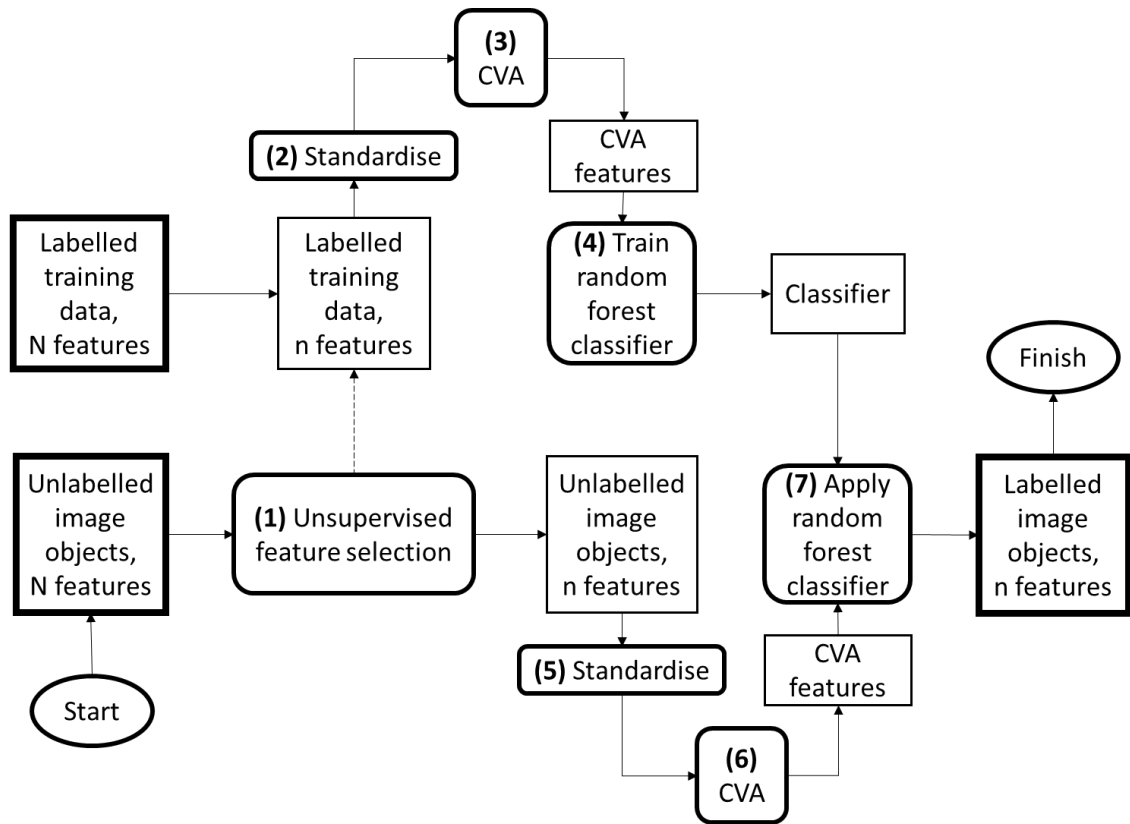 (3)
CVA
(2) Standardise
CVA
features
Labelled
training
data,
N features
Labelled
training
data,
n features
(4) Train
random
forest
classifier
Classifier
Finish
Unlabelled
image
objects,
N features
(1) Unsupervised
feature selection
Unlabelled
image
objects,
n features
(7) Apply
random
forest
classifier
Labelled
image
objects,
n features
(5) Standardise
CVA
features
Start
(6)
CVA